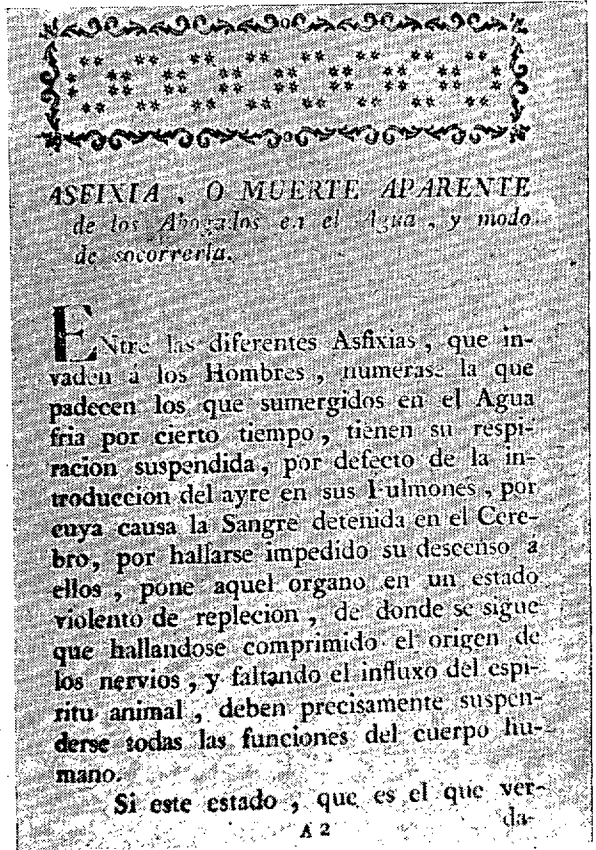 ASFIXIA , O MUERTE APARENTE
de los Abogados en el Agua , y modo
de socorrerla.
ENtre las diferentes Asfixias , que in-
vaden á los Hombres , numerase la que
padecen los que sumergidos en el Agua
fria por cierto tiempo , tienen su respi-
racion suspendida , por defecto de la in-
troduccion del ayre en sus Pulmones , por
cuya causa la Sangre detenida en el Cere-
bro, por hallarse impedido su descenso á
ellos , pone aquel organo en un estado
violento de replecion , de donde se sigue
que hallandose comprimido el origen de
los nervios , y faltando el influxo del espi-
ritu animal , deben precisamente suspen-
derse todas las funciones del cuerpo hu-
mano.
Si este estado , que es el que ver-
A 2
da-